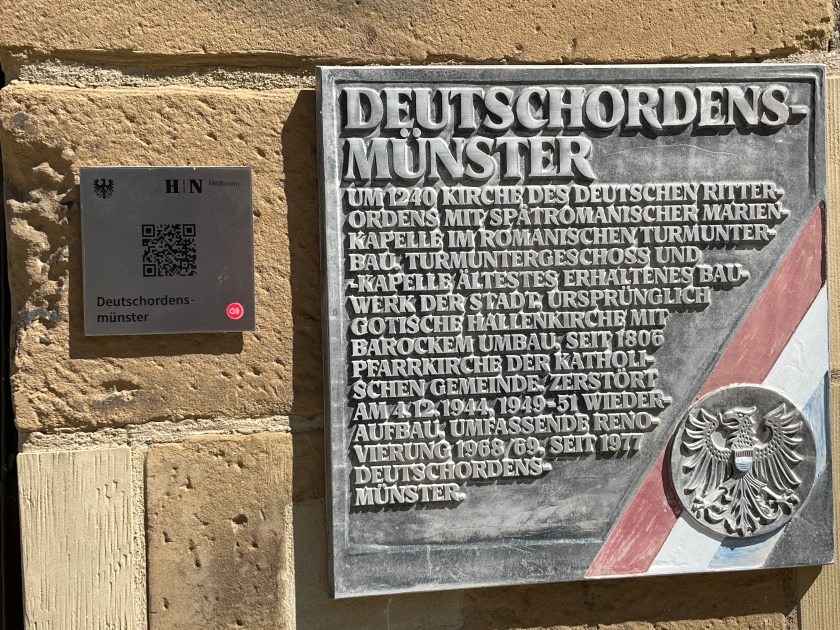 H|N Heilbronn
Deutschordens-
münster
DEUTSCHORDENS-
MÜNSTER
UM 1240 KIRCHE DES DEUTSCHEN RITTER-
ORDENS MIT SPÄTROMANISCHER MARIEN-
KAPELLE IM ROMANISCHEN TURMUNTER-
BAU, TURMUNTERGESCHOSS UND
-KAPELLE ÄLTESTES ERHALTENES BAU-
WERK DER STADT, URSPRÜNGLICH
GOTISCHE HALLENKIRCHE MIT
BAROCKEM UMBAU, SEIT 1806
PFARRKIRCHE DER KATHOLI-
SCHEN GEMEINDE, ZERSTÖRT
AM 4.12.1944, 1949-51 WIEDER-
AUFBAU, UMFASSENDE RENO-
VIERUNG 1968/69, SEIT 1977
DEUTSCHORDENS-
MÜNSTER.